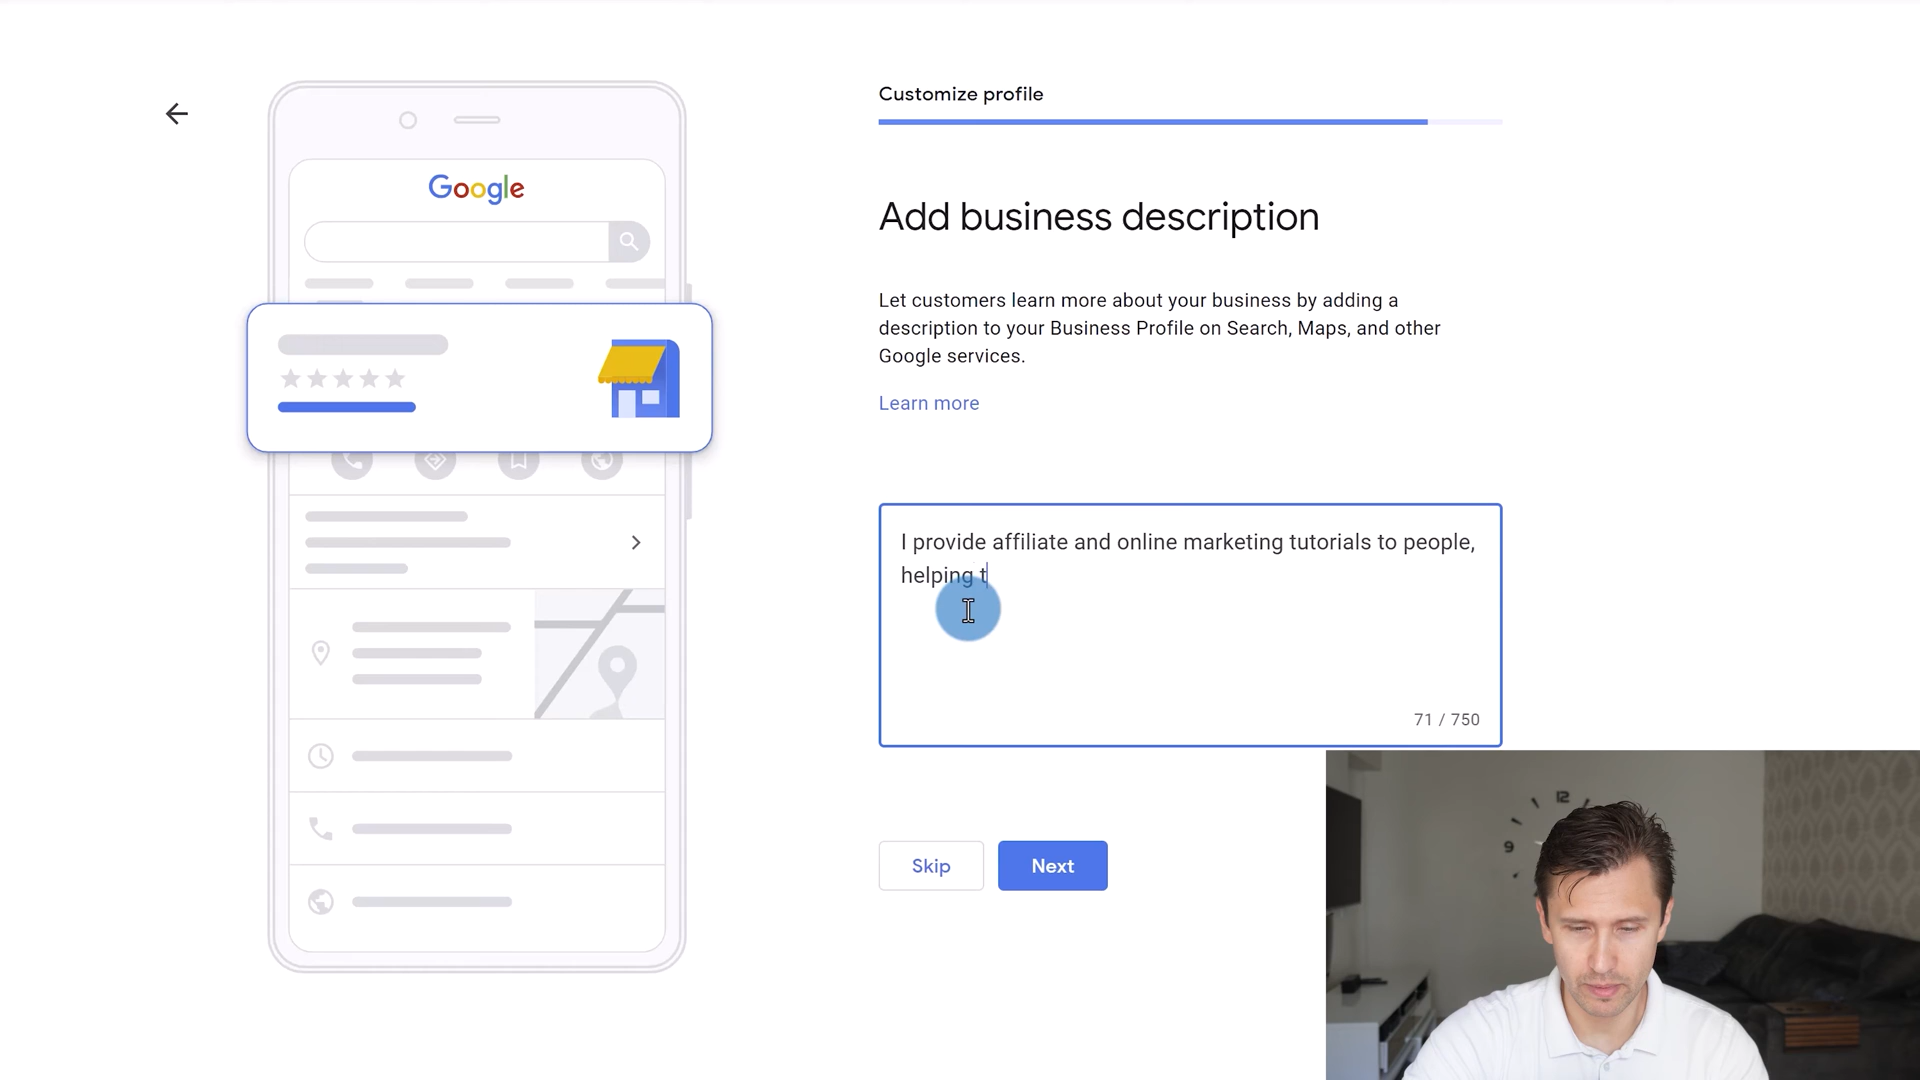 Customize profile
Google
Add business description
Let customers learn more about your business by adding a
description to your Business Profile on Search, Maps, and other
Google services.
Learn more
I provide affiliate and online marketing tutorials to people,
helping t
71 / 750
Skip
Next
12
9